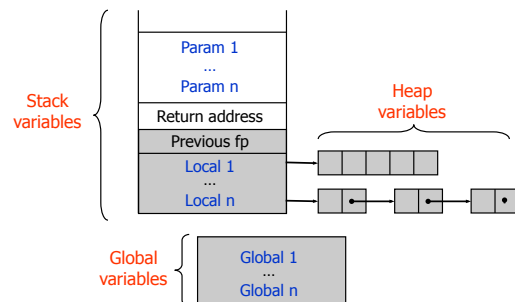 Param 1
...
Param n
Stack
variables
Return address
Previous fp
Local 1
...
Local n
Heap
variables
Global
variables
Global 1
...
Global n